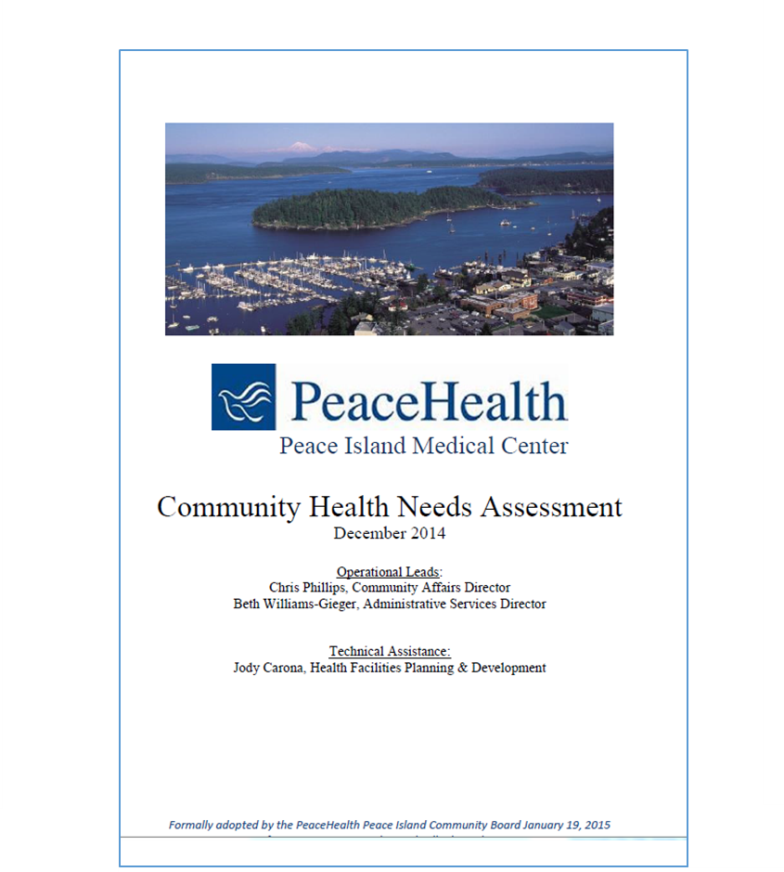 PeaceHealth
Peace Island Medical Center
Community Health Needs Assessment
December 2014
Operational Leads:
Chris Phillips, Community Affairs Director
Beth Williams-Gieger, Administrative Services Director
Technical Assistance:
Jody Carona, Health Facilities Planning & Development
Formally adopted by the PeaceHealth Peace Island Community Board January 19, 2015